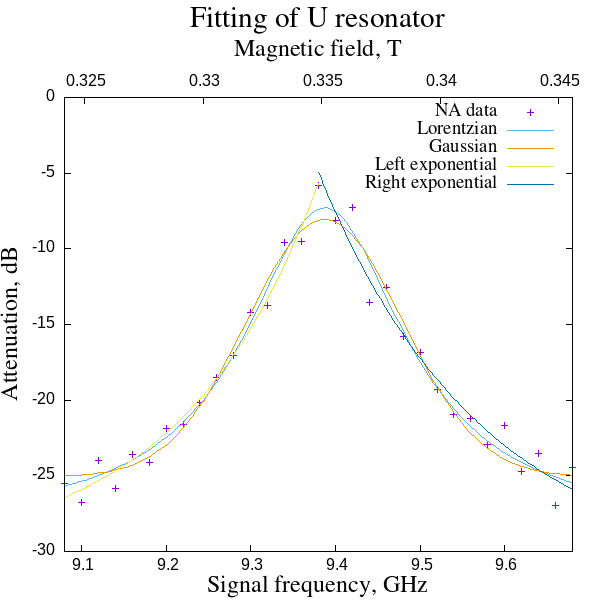 Fitting of U resonator
Magnetic field, T
0.325 0.33 0.335 0.34 0.345
NA data
Lorentzian
Gaussian
Left exponential
Right exponential
0
-5
-10
-15
-20
-25
-30
Attenuation, dB
9.1 9.2 9.3 9.4 9.5 9.6
Signal frequency, GHz